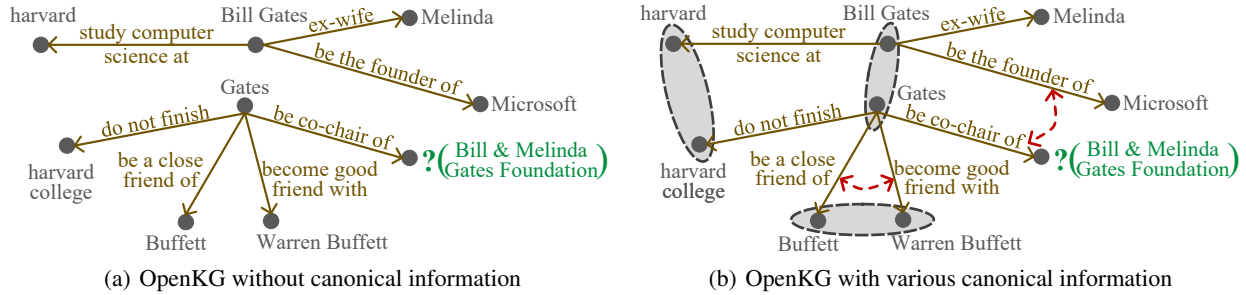 harvard
study computer
science at
Bill Gates
ex-wife
Melinda
be the founder of
Microsoft
Gates
do not finish
harvard
college
be a close
friend of
become good
friend with
be co-chair of
?(Bill & Melinda
Gates Foundation)
Buffett
Warren Buffett
(a) OpenKG without canonical information
harvard
study computer
science at
Bill Gates
ex-wife
Melinda
be the founder of
Microsoft
Gates
do not finish
harvard
college
be a close
friend of
become good
friend with
be co-chair of
?(Bill & Melinda
Gates Foundation)
Buffett
Warren Buffett
(b) OpenKG with various canonical information